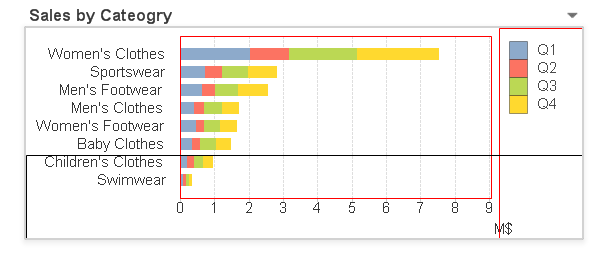 Sales by Cateogry
Women's Clothes
Sportswear
Men's Footwear
Men's Clothes
Women's Footwear
Baby Clothes
Children's Clothes
Swimwear
0 1 2 3 4 5 6 7 8 9
M$
Q1
Q2
Q3
Q4